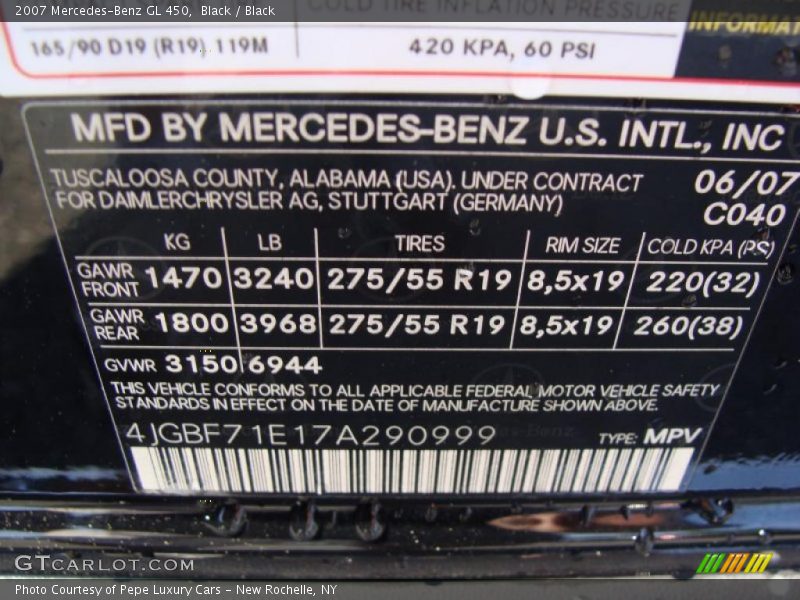 2007 Mercedes-Benz GL 450, Black / Black
COLD TIRE INFLATION PRESSURE
165/90 D19 (R19) 119M 420 KPA, 60 PSI
MFD BY MERCEDES-BENZ U.S. INTL., INC
TUSCALOOSA COUNTY, ALABAMA (USA). UNDER CONTRACT 06/07
FOR DAIMLERCHRYSLER AG, STUTTGART (GERMANY) C040
KG LB TIRES RIM SIZE COLD KPA (PSI)
GAWR FRONT 1470 3240 275/55 R19 8,5x19 220(32)
GAWR REAR 1800 3968 275/55 R19 8,5x19 260(38)
GVWR 3150 6944
THIS VEHICLE CONFORMS TO ALL APPLICABLE FEDERAL MOTOR VEHICLE SAFETY
STANDARDS IN EFFECT ON THE DATE OF MANUFACTURE SHOWN ABOVE.
4JGBF71E17A290999 TYPE: MPV
GTCARLOT.COM
Photo Courtesy of Pepe Luxury Cars - New Rochelle, NY